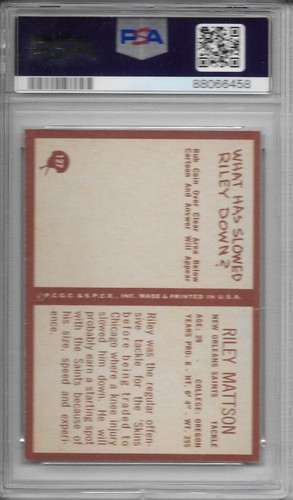 PSA
PSA
88066458
127
WHAT HAS SLOWED
RILEY DOWN?
Rub Coin Over Clear Area Below
Cartoon And Answer Will Appear
© P.C.G.C. & S.P.C.E., INC. MADE & PRINTED IN U.S.A.
RILEY MATTSON
NEW ORLEANS SAINTS TACKLE
AGE: 28 COLLEGE: OREGON
YEARS PRO: 6 - HT. 6' 4" - WT. 255
Riley was the regular offen-
sive tackle for the 'Skins
before being traded to
Chicago where a knee injury
slowed him down. He will
probably earn a starting spot
with the Saints because of
his size, speed and experi-
ence.